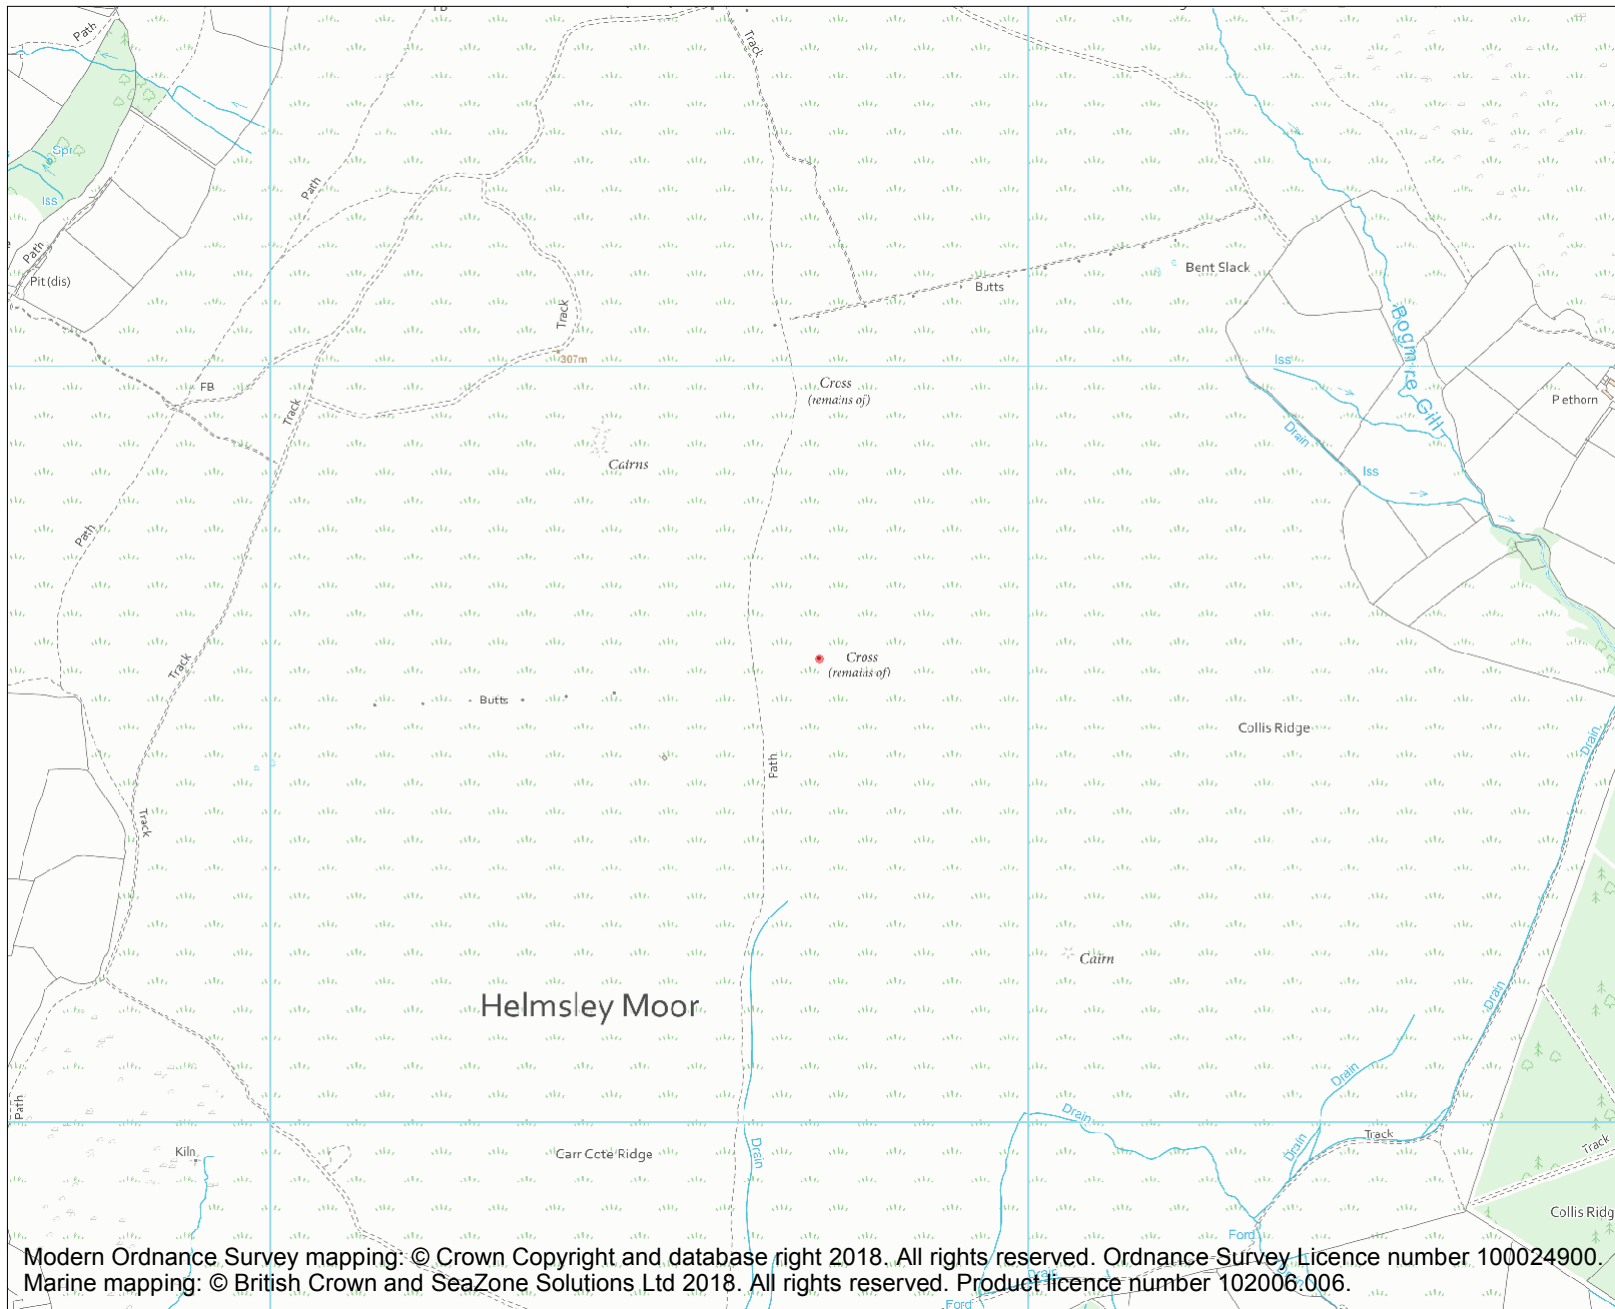 Path
Track
Spr
Iss
Path
Path
Pit (dis)
Bent Slack
Butts
Track
307m
Bogmire Gill
Iss
FB
Cross
(remains of)
Plethorn
Track
Drain
Cairns
Iss
Path
Cross
(remains of)
Track
Butts
Collis Ridge
Path
Drain
Track
Cairn
Helmsley Moor
Drain
Drain
Path
Drain
Kiln
Carr Cote Ridge
Drain
Drain
Track
Track
Collis Ridg
Ford
Modern Ordnance Survey mapping: © Crown Copyright and database right 2018. All rights reserved. Ordnance Survey Licence number 100024900.
Marine mapping: © British Crown and SeaZone Solutions Ltd 2018. All rights reserved. Product licence number 102006.006.
Drain
Ford